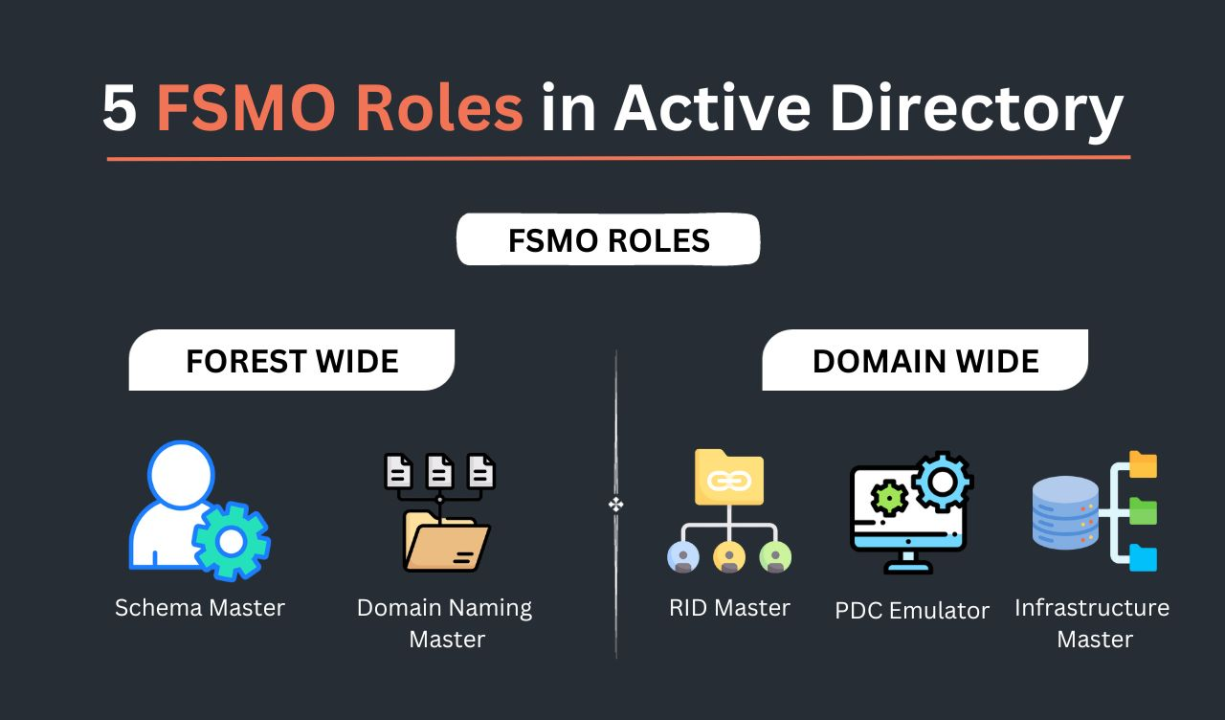 5 FSMO Roles in Active Directory
FSMO ROLES
FOREST WIDE
DOMAIN WIDE
Schema Master
Domain Naming
Master
RID Master
PDC Emulator
Infrastructure
Master